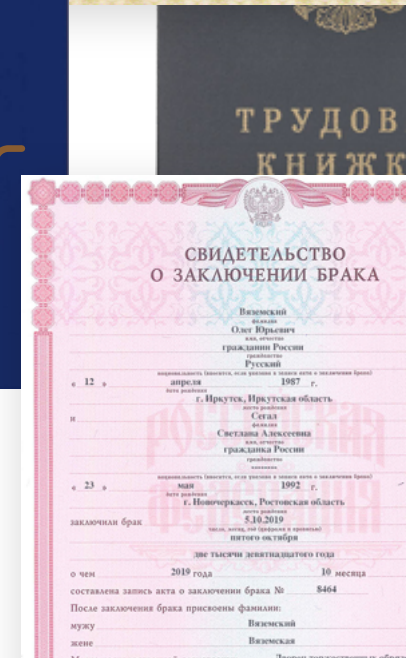 ТРУДОВ
КНИЖК
СВИДЕТЕЛЬСТВО
О ЗАКЛЮЧЕНИИ БРАКА
Вяземский
фамилия
Олег Юрьевич
имя, отчество
гражданин России
гражданство
Русский
национальность (вносится, если указано в записи акта о заключении брака)
« 12 » апреля 1987 г.
дата рождения
г. Иркутск, Иркутская область
место рождения
и Сегал
фамилия
Светлана Алексеевна
имя, отчество
гражданка России
гражданство
национальность (вносится, если указано в записи акта о заключении брака)
« 23 » мая 1992 г.
дата рождения
г. Новочеркасск, Ростовская область
место рождения
заключили брак 5.10.2019
число, месяц, год (цифрами и прописью)
пятого октября
две тысячи девятнадцатого года
о чем 2019 года 10 месяца
составлена запись акта о заключении брака № 8464
После заключения брака присвоены фамилии:
мужу Вяземский
жене Вяземская